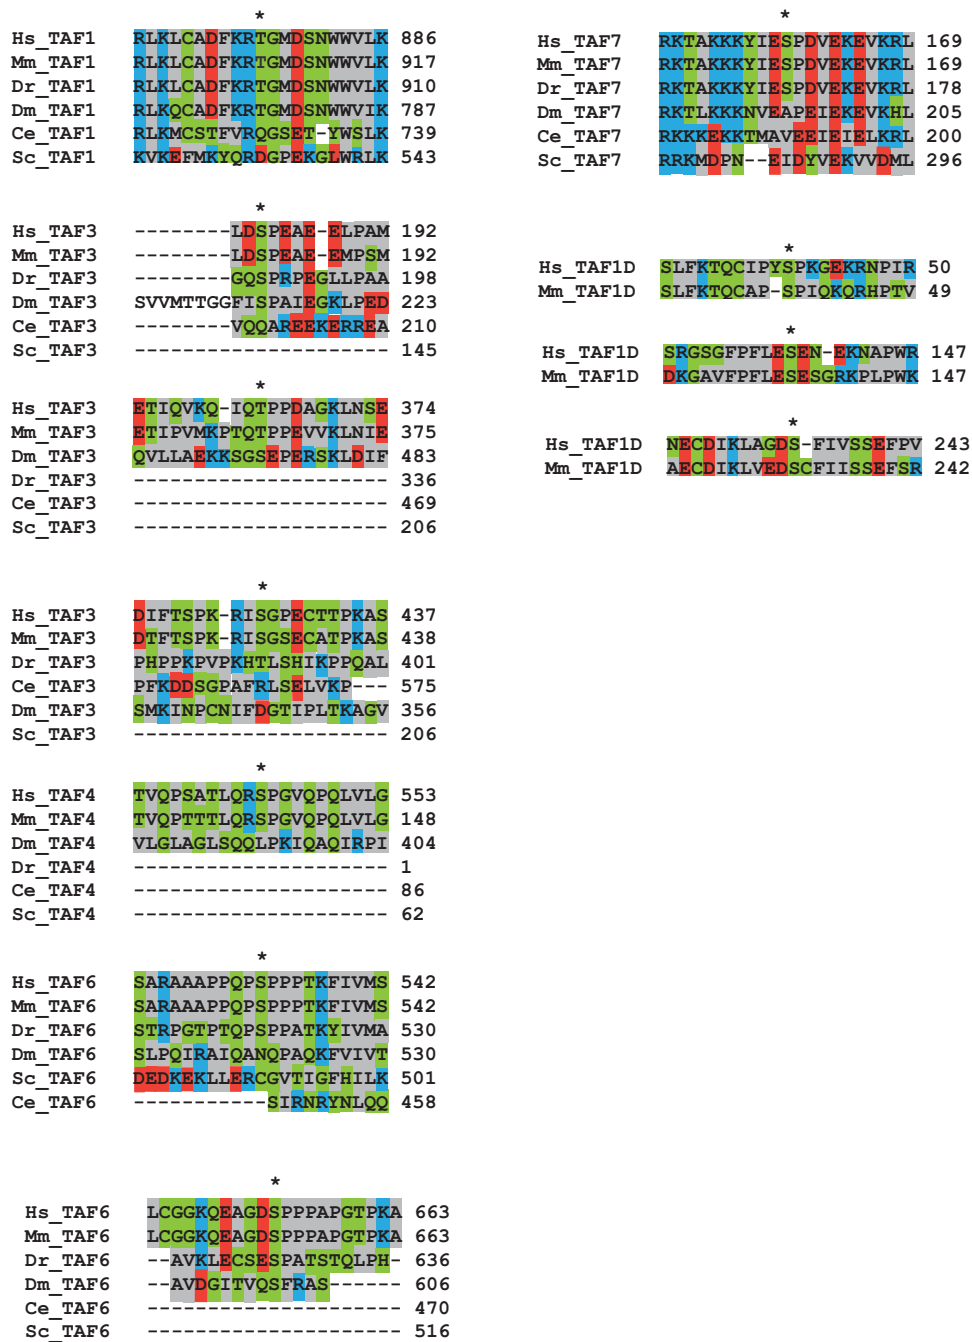 *
Hs_TAF1 RLKLCADFKRTGMDSNWWVLK 886
Mm_TAF1 RLKLCADFKRTGMDSNWWVLK 917
Dr_TAF1 RLKLCADFKRTGMDSNWWVLK 910
Dm_TAF1 RLKQCADFKRTGMDSNWWVIK 787
Ce_TAF1 RLKMCSTFVRQGSET-YWSLK 739
Sc_TAF1 KVKEFMKYQRDGPEKGLWRLK 543
*
Hs_TAF3 --------LDSPEAE-ELPAM 192
Mm_TAF3 --------LDSPEAE-EMPSM 192
Dr_TAF3 --------GQSPRPEGLLPAA 198
Dm_TAF3 SVVMTTGGFISPAIEGKLPED 223
Ce_TAF3 --------VQQAREEKERREA 210
Sc_TAF3 --------------------- 145
*
Hs_TAF3 ETIQVKQ-IQTPPDAGKLNSE 374
Mm_TAF3 ETIPVMKPTQTPPEVVKLNIE 375
Dm_TAF3 QVLLAEKKSGSEPERSKLDIF 483
Dr_TAF3 --------------------- 336
Ce_TAF3 --------------------- 469
Sc_TAF3 --------------------- 206
*
Hs_TAF3 DIFTSPK-RISGPECTTPKAS 437
Mm_TAF3 DTFTSPK-RISGSECATPKAS 438
Dr_TAF3 PHPPKPVPKHTLSHIKPPQAL 401
Ce_TAF3 PFKDDSGPAFRLSELVKP--- 575
Dm_TAF3 SMKINPCNIFDGTIPLTKAGV 356
Sc_TAF3 --------------------- 206
*
Hs_TAF4 TVQPSATLQRSPGVQPQLVLG 553
Mm_TAF4 TVQPTTTLQRSPGVQPQLVLG 148
Dm_TAF4 VLGLAGLSQQLPKIQAQIRPI 404
Dr_TAF4 --------------------- 1
Ce_TAF4 --------------------- 86
Sc_TAF4 --------------------- 62
*
Hs_TAF6 SARAAAPPQPSPPPTKFIVMS 542
Mm_TAF6 SARAAAPPQPSPPPTKFIVMS 542
Dr_TAF6 STRPGTPTQPSPPATKYIVMA 530
Dm_TAF6 SLPQIRAIQANQPAQKFVIVT 530
Sc_TAF6 DEDKEKLLERCGVTIGFHILK 501
Ce_TAF6 -----------SIRNRYNLQQ 458
*
Hs_TAF6 LCGGKQEAGDSPPPAPGTPKA 663
Mm_TAF6 LCGGKQEAGDSPPPAPGTPKA 663
Dr_TAF6 --AVKLECSESPATSTQLPH- 636
Dm_TAF6 --AVDGITVQSFRAS------ 606
Ce_TAF6 --------------------- 470
Sc_TAF6 --------------------- 516
*
Hs_TAF7 RKTAKKKYIESPDVEKEVKRL 169
Mm_TAF7 RKTAKKKYIESPDVEKEVKRL 169
Dr_TAF7 RKTAKKKYIESPDVEKEVKRL 178
Dm_TAF7 RKTLKKKNVEAPEIEKEVKHL 205
Ce_TAF7 RKKKEKKTMAVEEIEIELKRL 200
Sc_TAF7 RRKMDPN--EIDYVEKVVDML 296
*
Hs_TAF1D SLFKTQCIPYSPKGEKRNPIR 50
Mm_TAF1D SLFKTQCAP-SPIQKQRHPTV 49
*
Hs_TAF1D SRGSGFPFLESEN-EKNAPWR 147
Mm_TAF1D DKGAVFPFLESESGRKPLPWK 147
*
Hs_TAF1D NECDIKLAGDS-FIVSSEFPV 243
Mm_TAF1D AECDIKLVEDSCFIISSEFSR 242